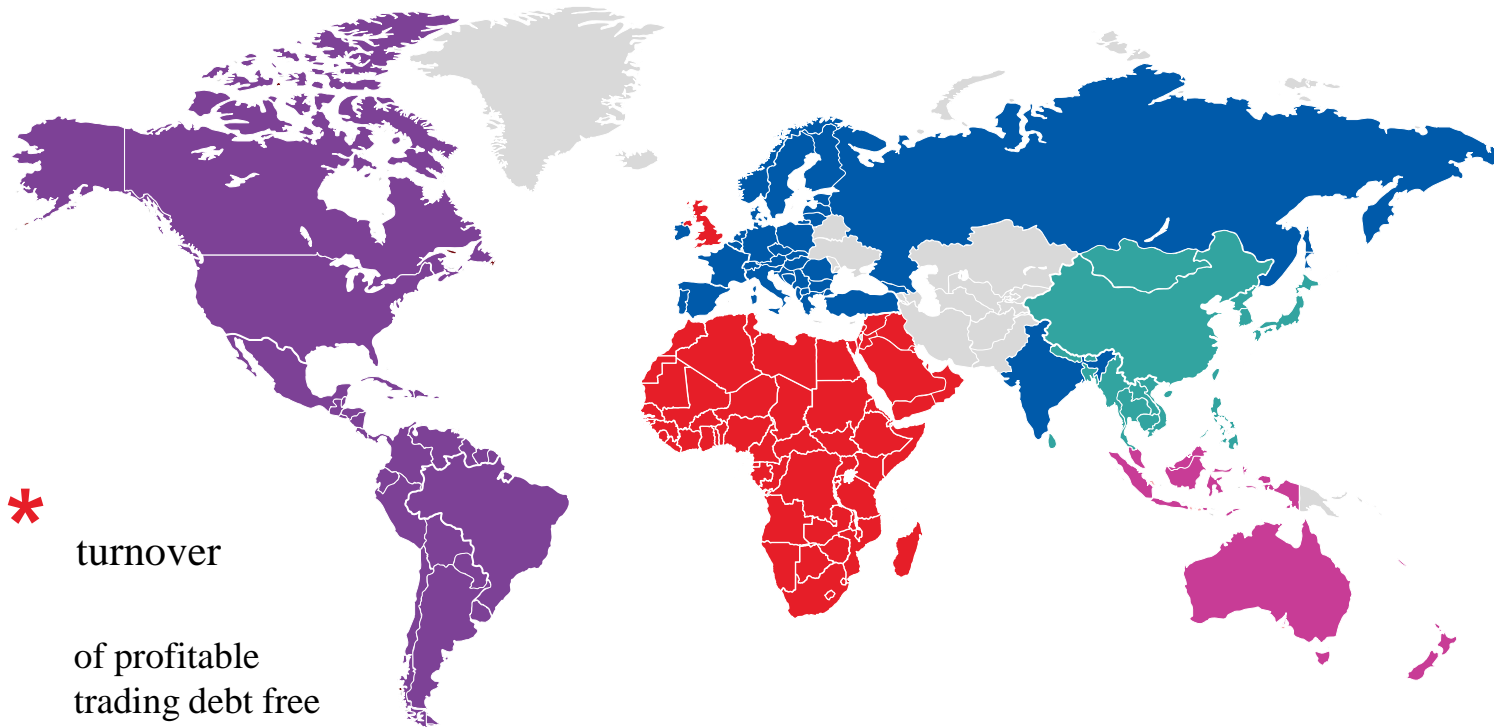 *
turnover
of profitable
trading debt free